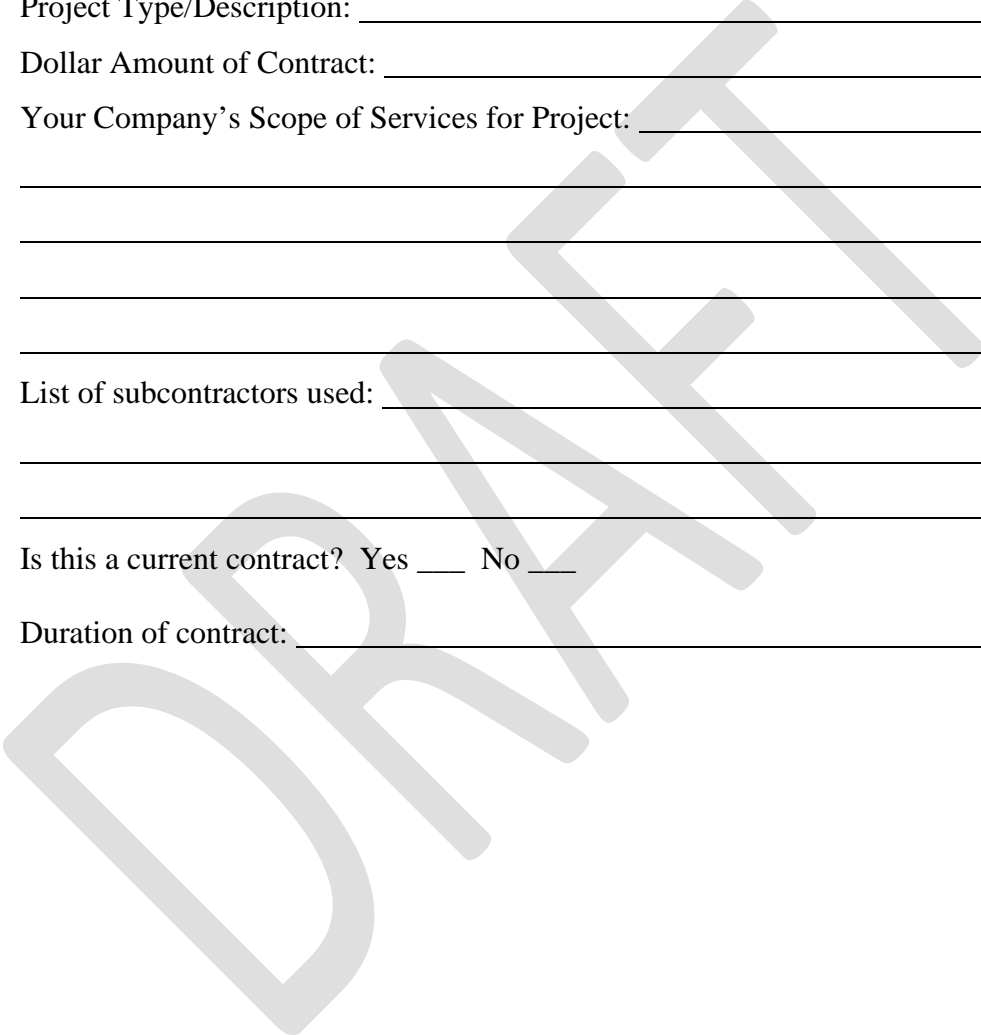 Project Type/Description:
Dollar Amount of Contract:
Your Company’s Scope of Services for Project:
List of subcontractors used:
Is this a current contract? Yes ___ No ___
Duration of contract:
DRAFT